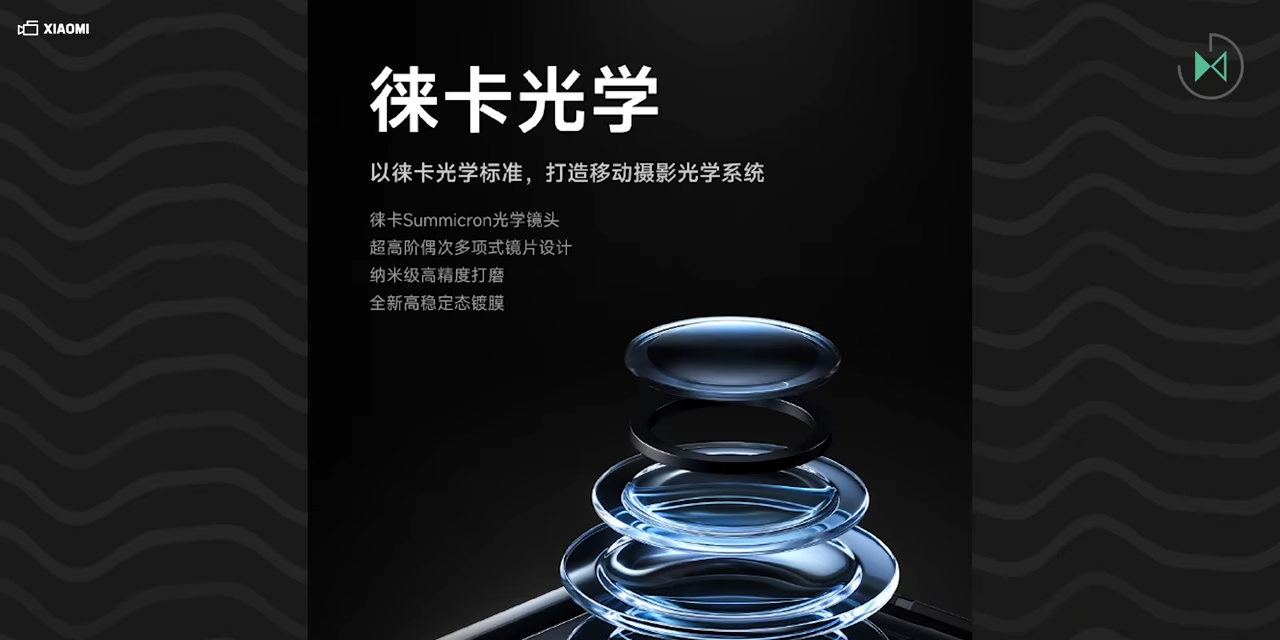 XIAOMI
徕卡光学
以徕卡光学标准，打造移动摄影光学系统
徕卡Summicron光学镜头
超高阶偶次多项式镜片设计
纳米级高精度打磨
全新高稳定态镀膜